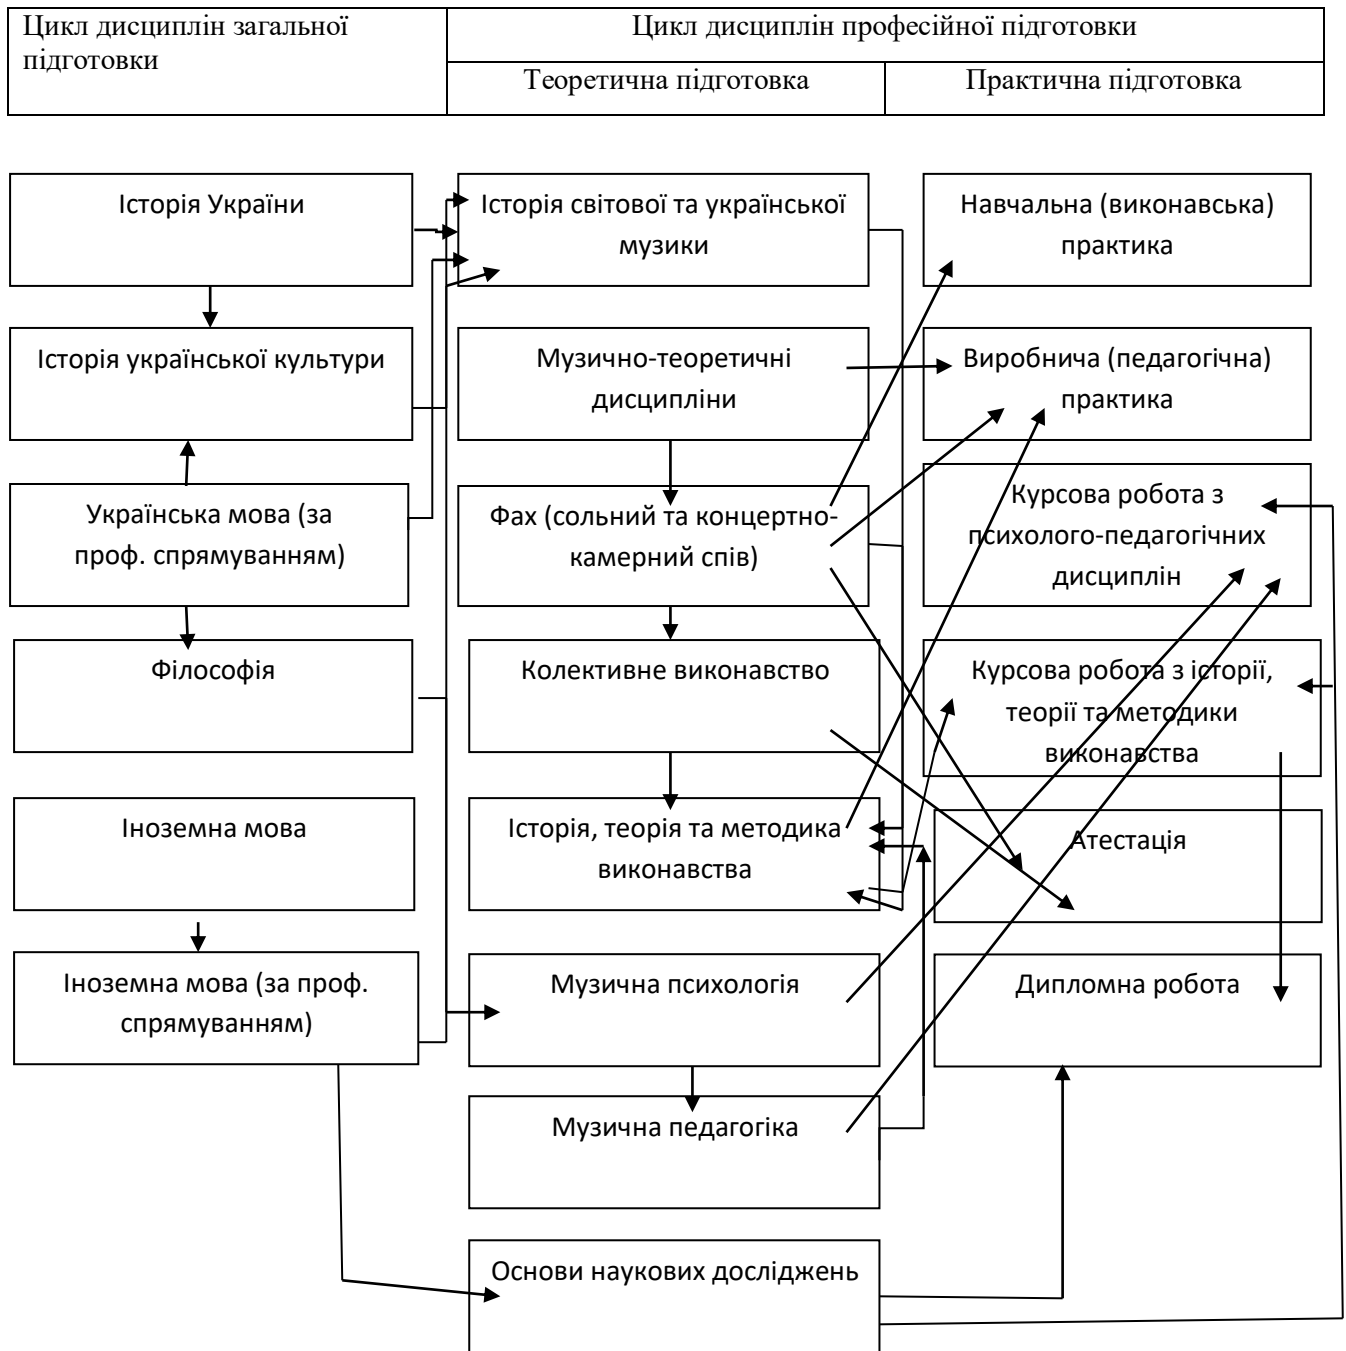 Цикл дисциплін загальної
підготовки
Цикл дисциплін професійної підготовки
Теоретична підготовка
Практична підготовка
Історія України
Історія світової та української
музики
Навчальна (виконавська)
практика
Історія української культури
Музично-теоретичні
дисципліни
Виробнича (педагогічна)
практика
Українська мова (за
проф. спрямуванням)
Фах (сольний та концертно-
камерний спів)
Курсова робота з
психолого-педагогічних
дисциплін
Філософія
Колективне виконавство
Курсова робота з історії,
теорії та методики
виконавства
Іноземна мова
Історія, теорія та методика
виконавства
Атестація
Іноземна мова (за проф.
спрямуванням)
Музична психологія
Дипломна робота
Музична педагогіка
Основи наукових досліджень